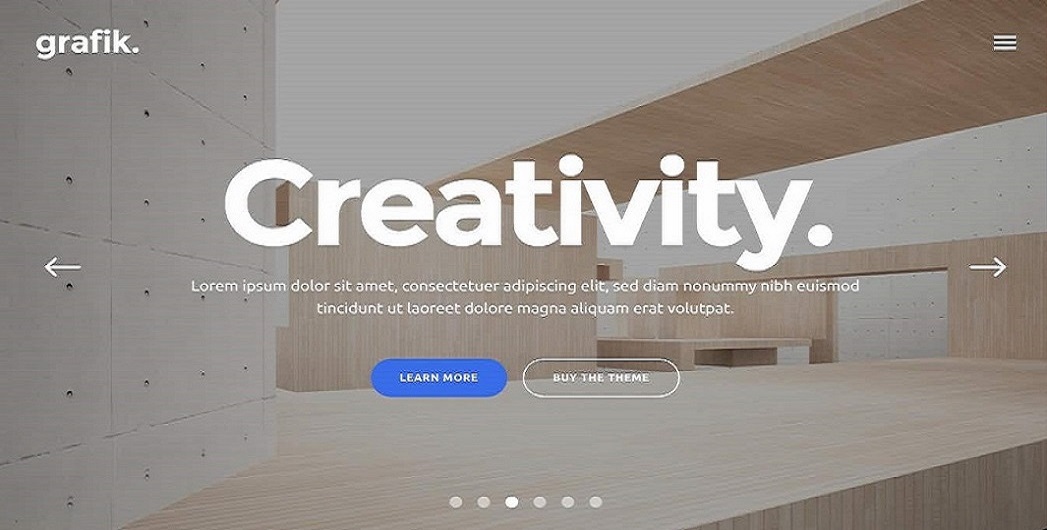 grafik.
Creativity.
Lorem ipsum dolor sit amet, consectetuer adipiscing elit, sed diam nonummy nibh euismod
tincidunt ut laoreet dolore magna aliquam erat volutpat.
LEARN MORE
BUY THE THEME